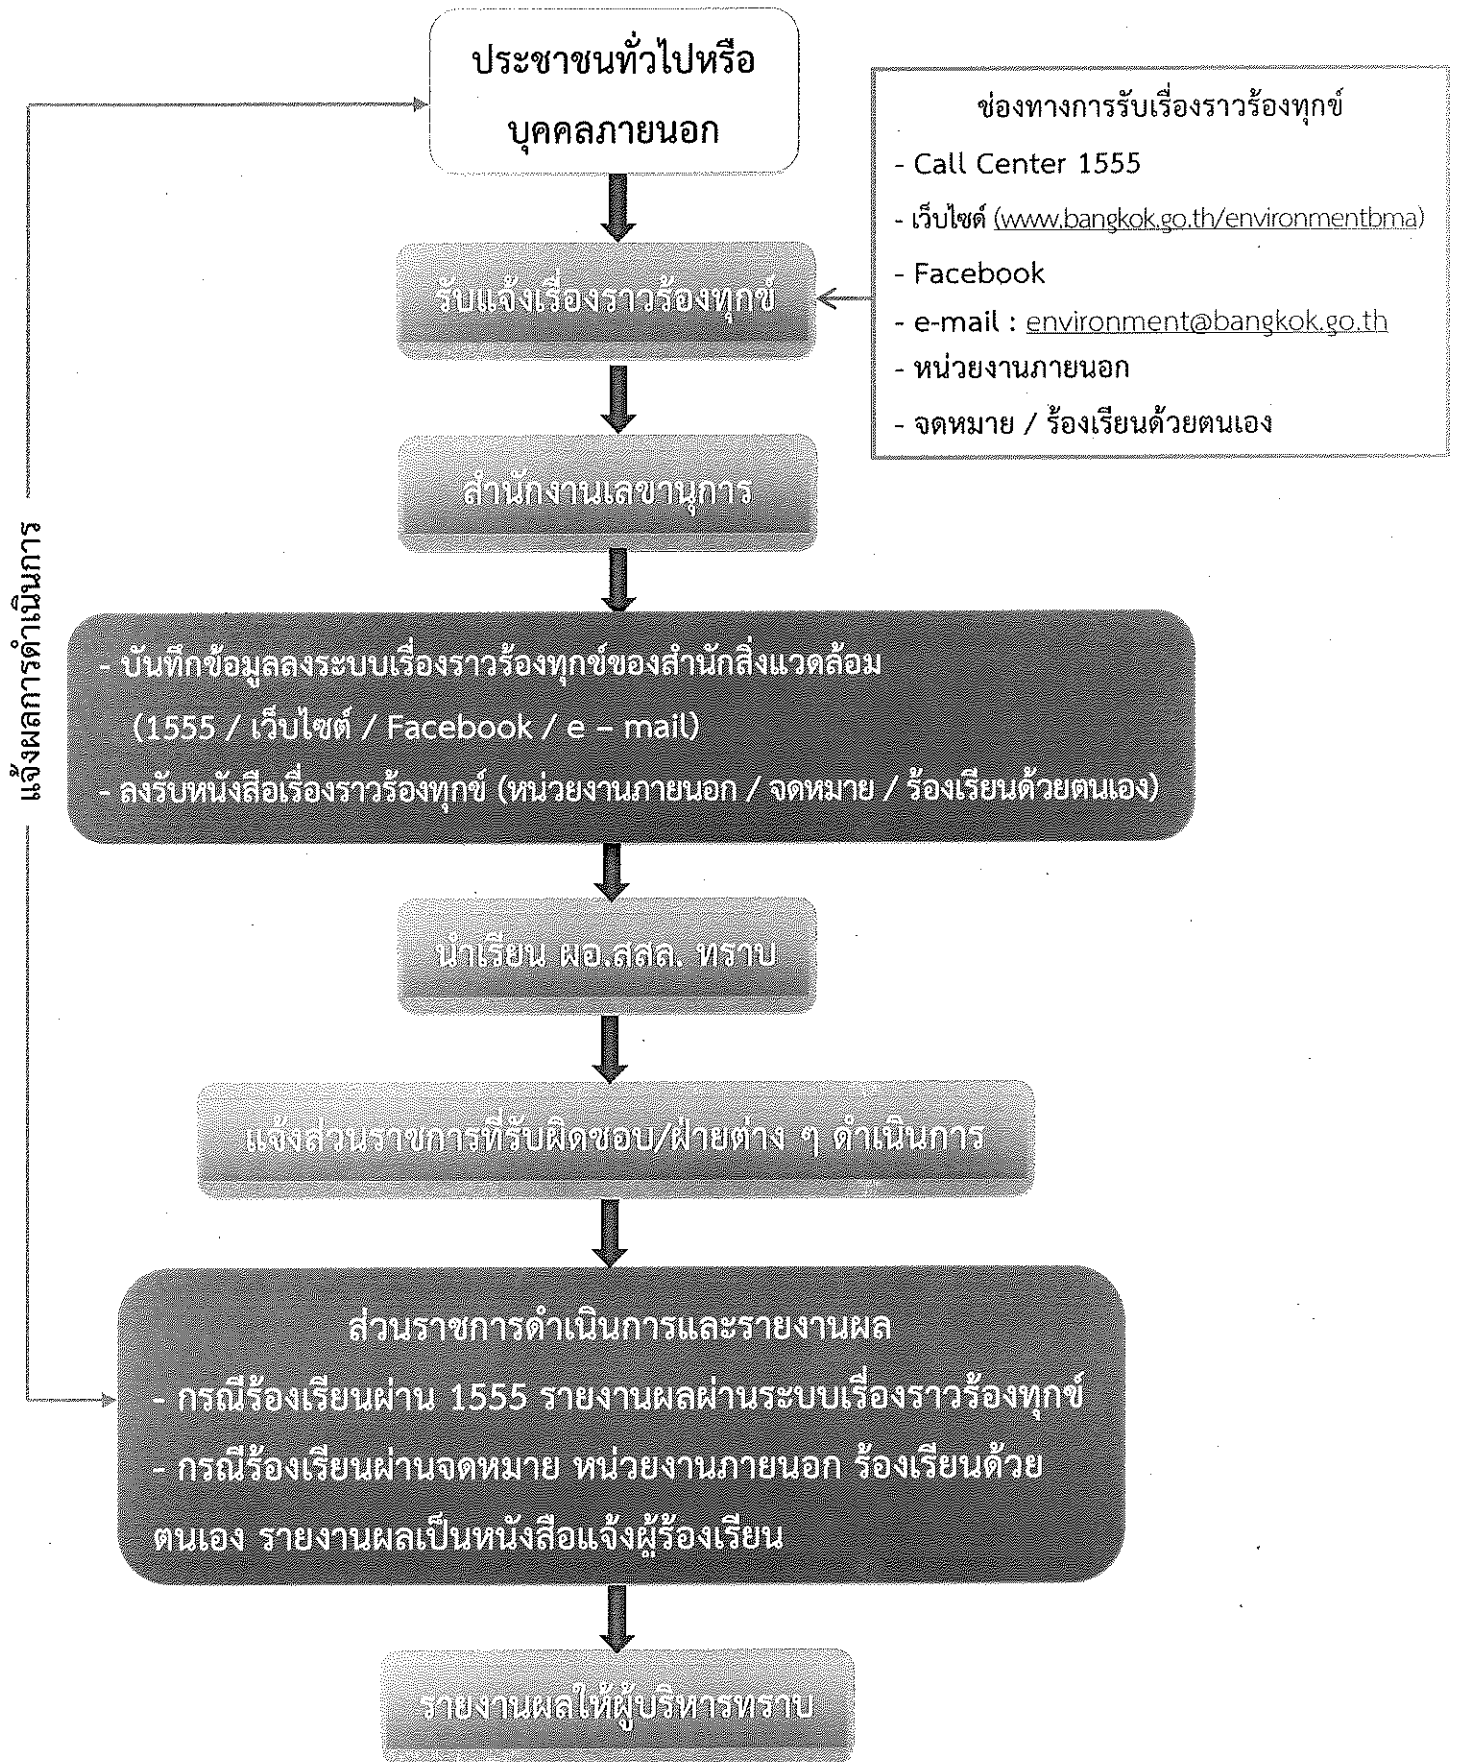 ประชาชนทั่วไปหรือ
บุคคลภายนอก
ช่องทางการรับเรื่องราวร้องทุกข์
- Call Center 1555
- เว็บไซด์ (www.bangkok.go.th/environmentbma)
- Facebook
- e-mail : environment@bangkok.go.th
- หน่วยงานภายนอก
- จดหมาย / ร้องเรียนด้วยตนเอง
รับแจ้งเรื่องราวร้องทุกข์
สำนักงานเลขานุการ
แจ้งผลการดำเนินการ
- บันทึกข้อมูลลงระบบเรื่องราวร้องทุกข์ของสำนักสิ่งแวดล้อม
(1555 / เว็บไซต์ / Facebook / e – mail)
- ลงรับหนังสือเรื่องราวร้องทุกข์ (หน่วยงานภายนอก / จดหมาย / ร้องเรียนด้วยตนเอง)
นำเรียน ผอ.สสล. ทราบ
แจ้งส่วนราชการที่รับผิดชอบ/ฝ่ายต่าง ๆ ดำเนินการ
ส่วนราชการดำเนินการและรายงานผล
- กรณีร้องเรียนผ่าน 1555 รายงานผลผ่านระบบเรื่องราวร้องทุกข์
- กรณีร้องเรียนผ่านจดหมาย หน่วยงานภายนอก ร้องเรียนด้วย
ตนเอง รายงานผลเป็นหนังสือแจ้งผู้ร้องเรียน
รายงานผลให้ผู้บริหารทราบ